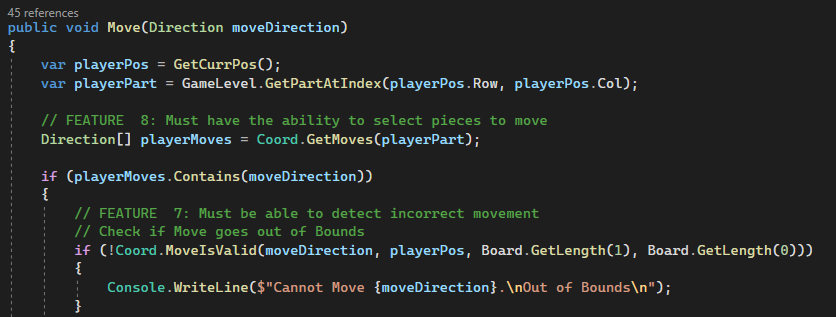 45 references
public void Move(Direction moveDirection)
{
var playerPos = GetCurrPos();
var playerPart = GameLevel.GetPartAtIndex(playerPos.Row, playerPos.Col);
// FEATURE  8: Must have the ability to select pieces to move
Direction[] playerMoves = Coord.GetMoves(playerPart);
if (playerMoves.Contains(moveDirection))
{
// FEATURE  7: Must be able to detect incorrect movement
// Check if Move goes out of Bounds
if (!Coord.MoveIsValid(moveDirection, playerPos, Board.GetLength(1), Board.GetLength(0)))
{
Console.WriteLine($"Cannot Move {moveDirection}.\nOut of Bounds\n");
}